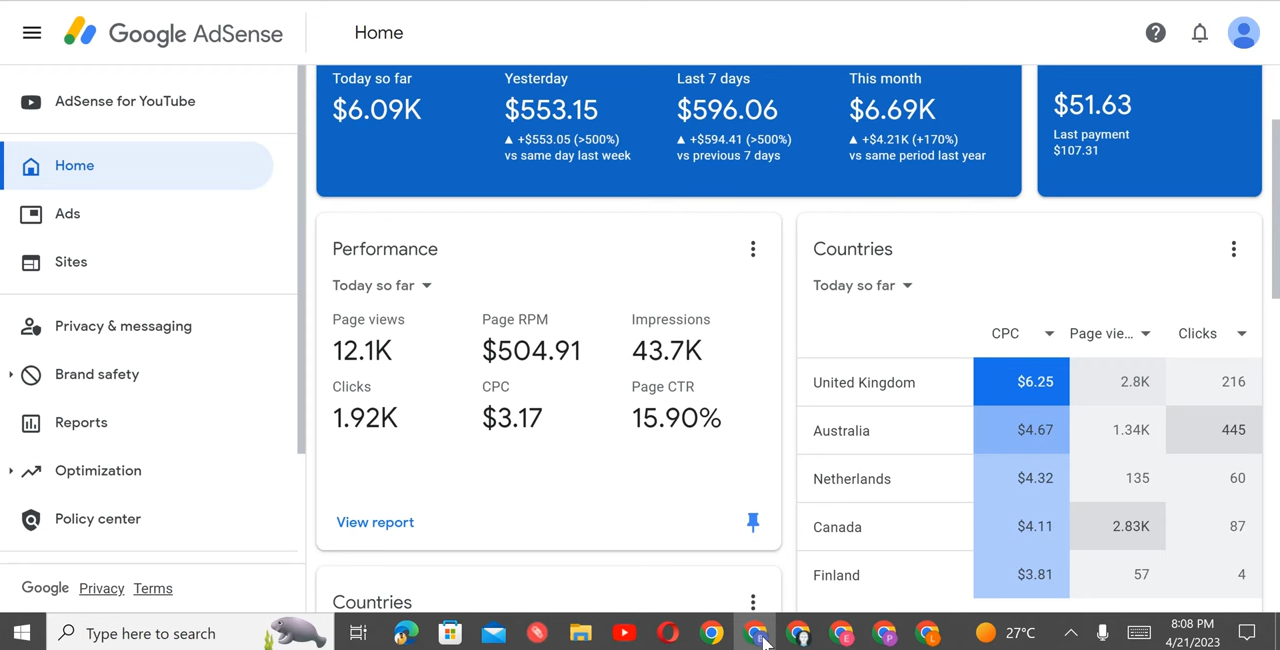 Google AdSense
Home
AdSense for YouTube
Home
Ads
Sites
Privacy & messaging
Brand safety
Reports
Optimization
Policy center
Google Privacy Terms
Today so far
$6.09K
Yesterday
$553.15
▲ +$553.05 (>500%)
vs same day last week
Last 7 days
$596.06
▲ +$594.41 (>500%)
vs previous 7 days
This month
$6.69K
▲ +$4.21K (+170%)
vs same period last year
$51.63
Last payment
$107.31
Performance
Today so far
Page views Page RPM Impressions
12.1K $504.91 43.7K
Clicks CPC Page CTR
1.92K $3.17 15.90%
View report
Countries
Countries
Today so far
CPC Page vie... Clicks
United Kingdom $6.25 2.8K 216
Australia $4.67 1.34K 445
Netherlands $4.32 135 60
Canada $4.11 2.83K 87
Finland $3.81 57 4
Type here to search
27°C
8:08 PM
4/21/2023